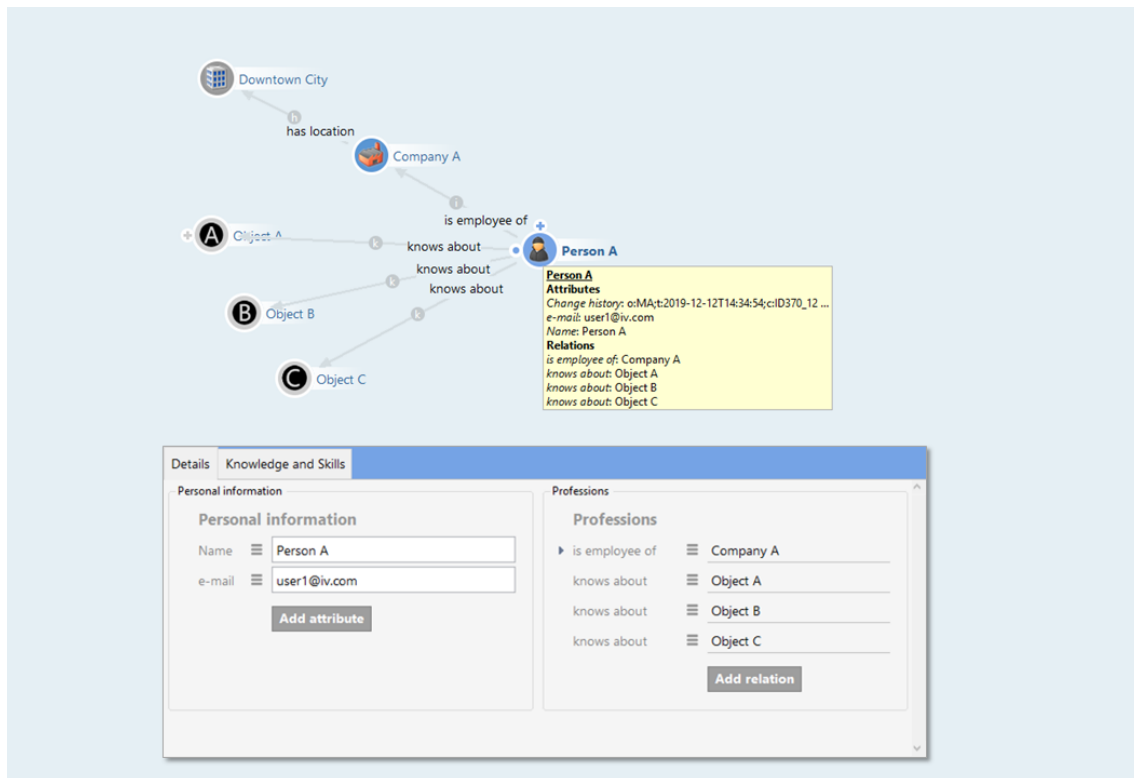 Downtown City
h
has location
Company A
i
is employee of
A Object A
k
knows about
Person A
knows about
k
knows about
B Object B
k
C Object C
Person A
Attributes
Change history: o:MA;t:2019-12-12T14:34:54;c:ID370_12 ...
e-mail: user1@iv.com
Name: Person A
Relations
is employee of: Company A
knows about: Object A
knows about: Object B
knows about: Object C
Details Knowledge and Skills
Personal information
Personal information
Name Person A
e-mail user1@iv.com
Add attribute
Professions
Professions
is employee of Company A
knows about Object A
knows about Object B
knows about Object C
Add relation